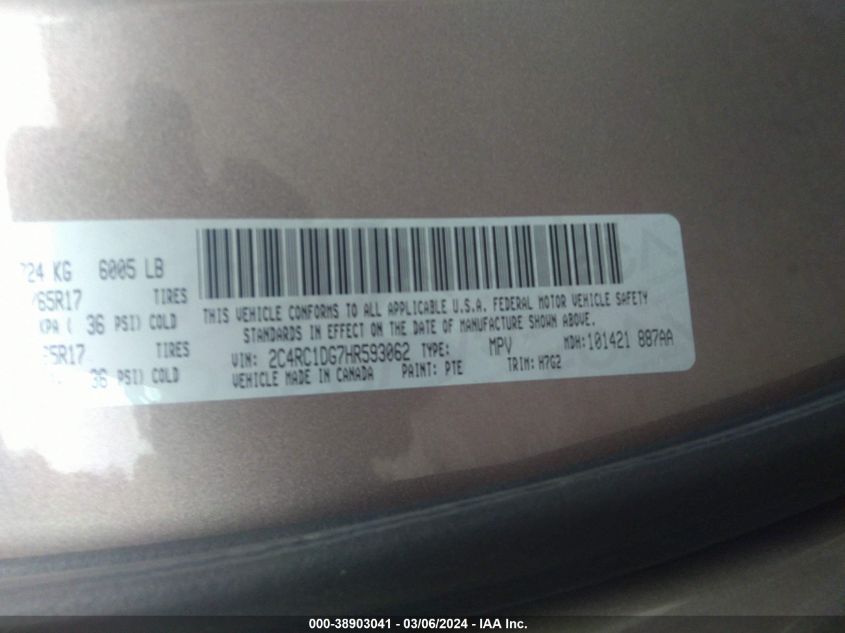 724 KG 6005 LB
/65R17 TIRES
KPA ( 36 PSI) COLD
65R17 TIRES
36 PSI) COLD
THIS VEHICLE CONFORMS TO ALL APPLICABLE U.S.A. FEDERAL MOTOR VEHICLE SAFETY
STANDARDS IN EFFECT ON THE DATE OF MANUFACTURE SHOWN ABOVE.
VIN: 2C4RC1DG7HR593062 TYPE: MPV MDH:101421 887AA
VEHICLE MADE IN CANADA PAINT: PTE TRIM: H7G2
000-38903041 - 03/06/2024 - IAA Inc.